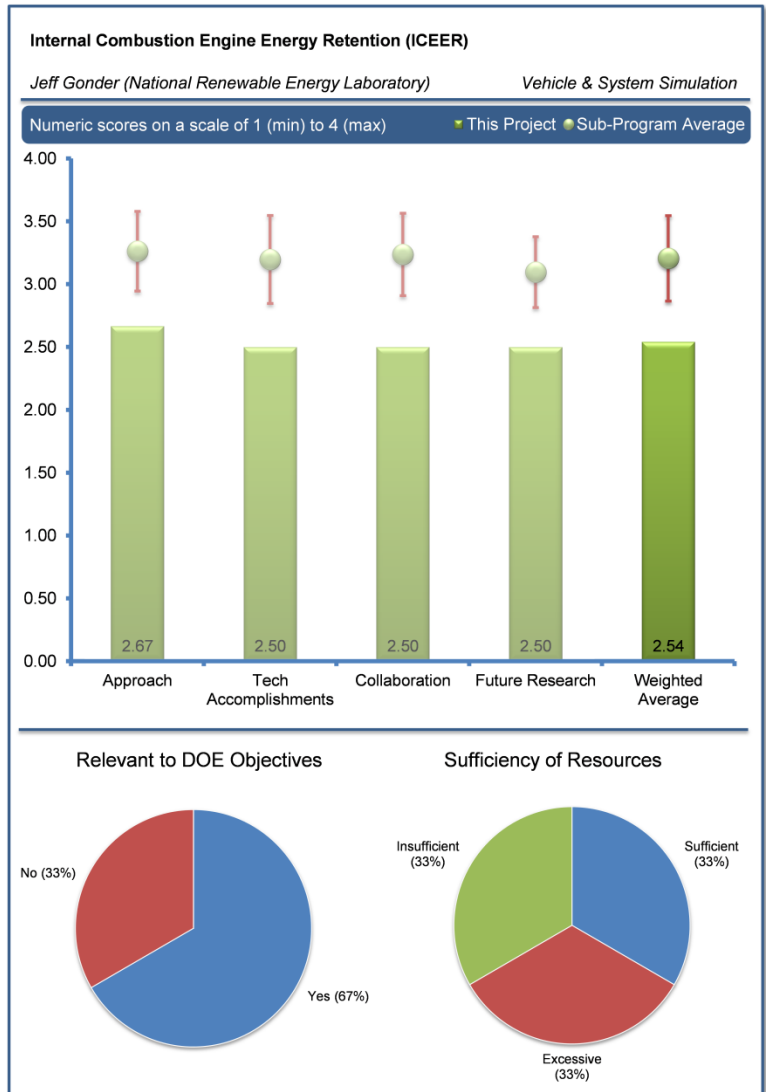 Internal Combustion Engine Energy Retention (ICEER)
Jeff Gonder (National Renewable Energy Laboratory) Vehicle & System Simulation
Numeric scores on a scale of 1 (min) to 4 (max) This Project Sub-Program Average
4.00
3.50
3.00
2.50
2.00
1.50
1.00
0.50
0.00
2.67 2.50 2.50 2.50 2.54
Approach Tech Collaboration Future Research Weighted
Accomplishments Average
Relevant to DOE Objectives Sufficiency of Resources
Insufficient
(33%)
Sufficient
(33%)
No (33%)
Yes (67%)
Excessive
(33%)